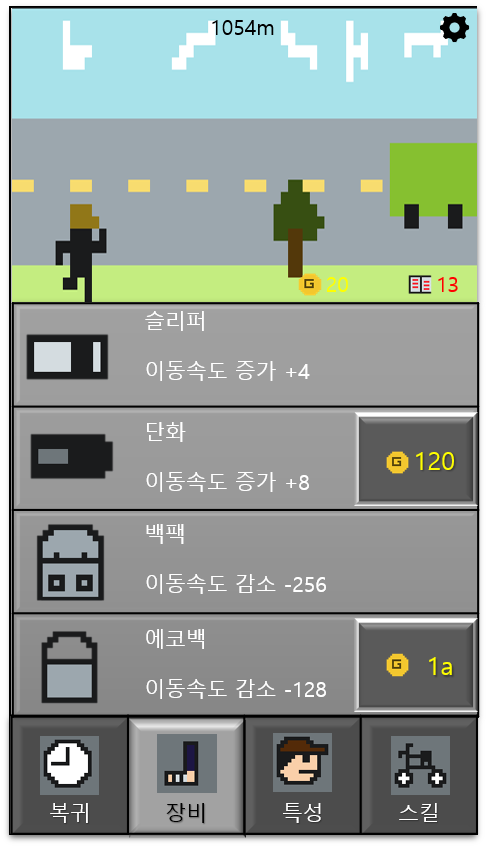 1054m
G 20
13
슬리퍼
이동속도 증가 +4
단화
이동속도 증가 +8
G 120
백팩
이동속도 감소 -256
에코백
이동속도 감소 -128
G 1a
복귀
장비
특성
스킬